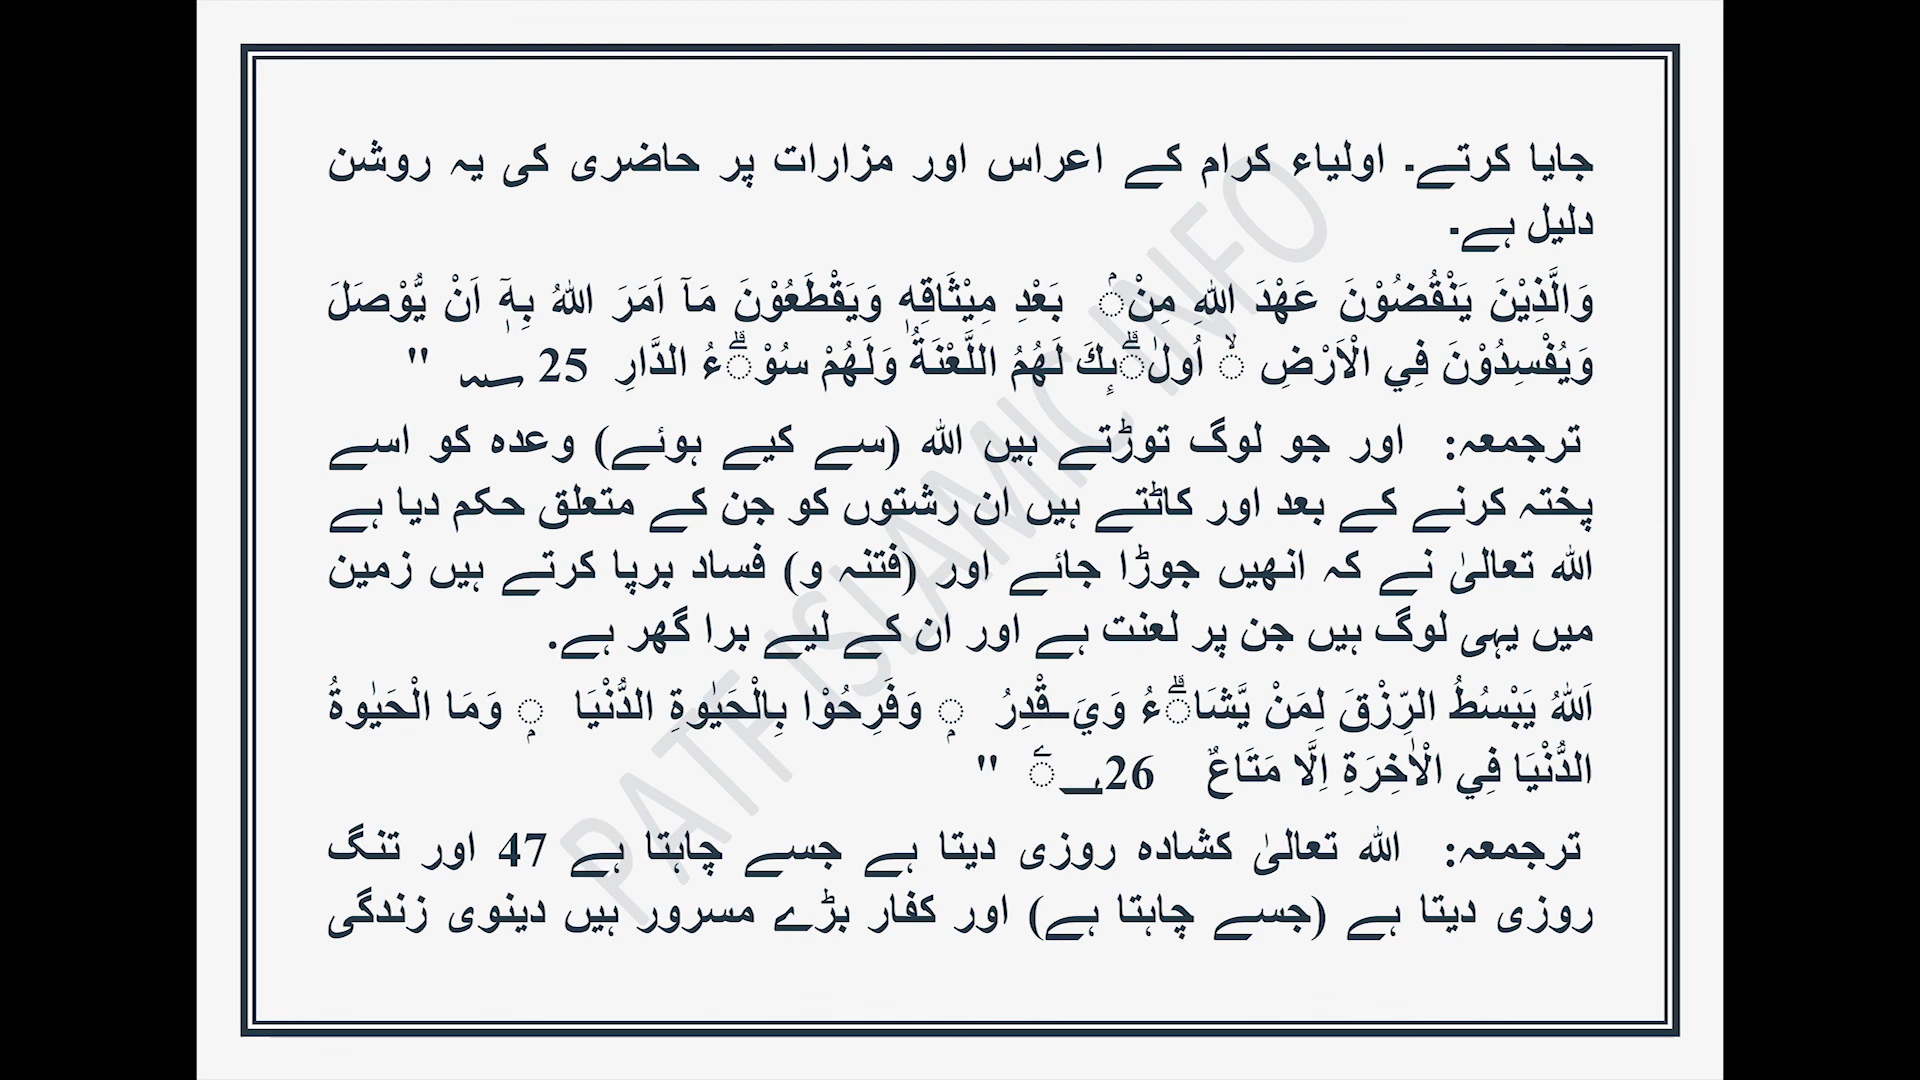 جایا کرتے۔ اولیاء کرام کے اعراس اور مزارات پر حاضری کی یہ روشن
دلیل ہے۔
وَالَّذِيْنَ يَنْقُضُوْنَ عَهْدَ اللّٰهِ مِنْۢ بَعْدِ مِيْثَاقِهٖ وَيَقْطَعُوْنَ مَآ اَمَرَ اللّٰهُ بِهٖٓ اَنْ يُّوْصَلَ
وَيُفْسِدُوْنَ فِي الْاَرْضِ ۙ اُولٰۗىِٕكَ لَهُمُ اللَّعْنَةُ وَلَهُمْ سُوْۗءُ الدَّارِ 25؀ "
ترجمعہ: اور جو لوگ توڑتے ہیں اللہ (سے کیے ہوئے) وعدہ کو اسے
پختہ کرنے کے بعد اور کاٹتے ہیں ان رشتوں کو جن کے متعلق حکم دیا ہے
اللہ تعالیٰ نے کہ انھیں جوڑا جائے اور (فتنہ و) فساد برپا کرتے ہیں زمین
میں یہی لوگ ہیں جن پر لعنت ہے اور ان کے لیے برا گھر ہے.
اَللّٰهُ يَبْسُطُ الرِّزْقَ لِمَنْ يَّشَاۗءُ وَيَــقْدِرُ ۭ وَفَرِحُوْا بِالْحَيٰوةِ الدُّنْيَا ۭ وَمَا الْحَيٰوةُ
الدُّنْيَا فِي الْاٰخِرَةِ اِلَّا مَتَاعٌ 26؀ۧ "
ترجمعہ: اللہ تعالیٰ کشادہ روزی دیتا ہے جسے چاہتا ہے 47 اور تنگ
روزی دیتا ہے (جسے چاہتا ہے) اور کفار بڑے مسرور ہیں دینوی زندگی
PATF ISLAMIC INFO